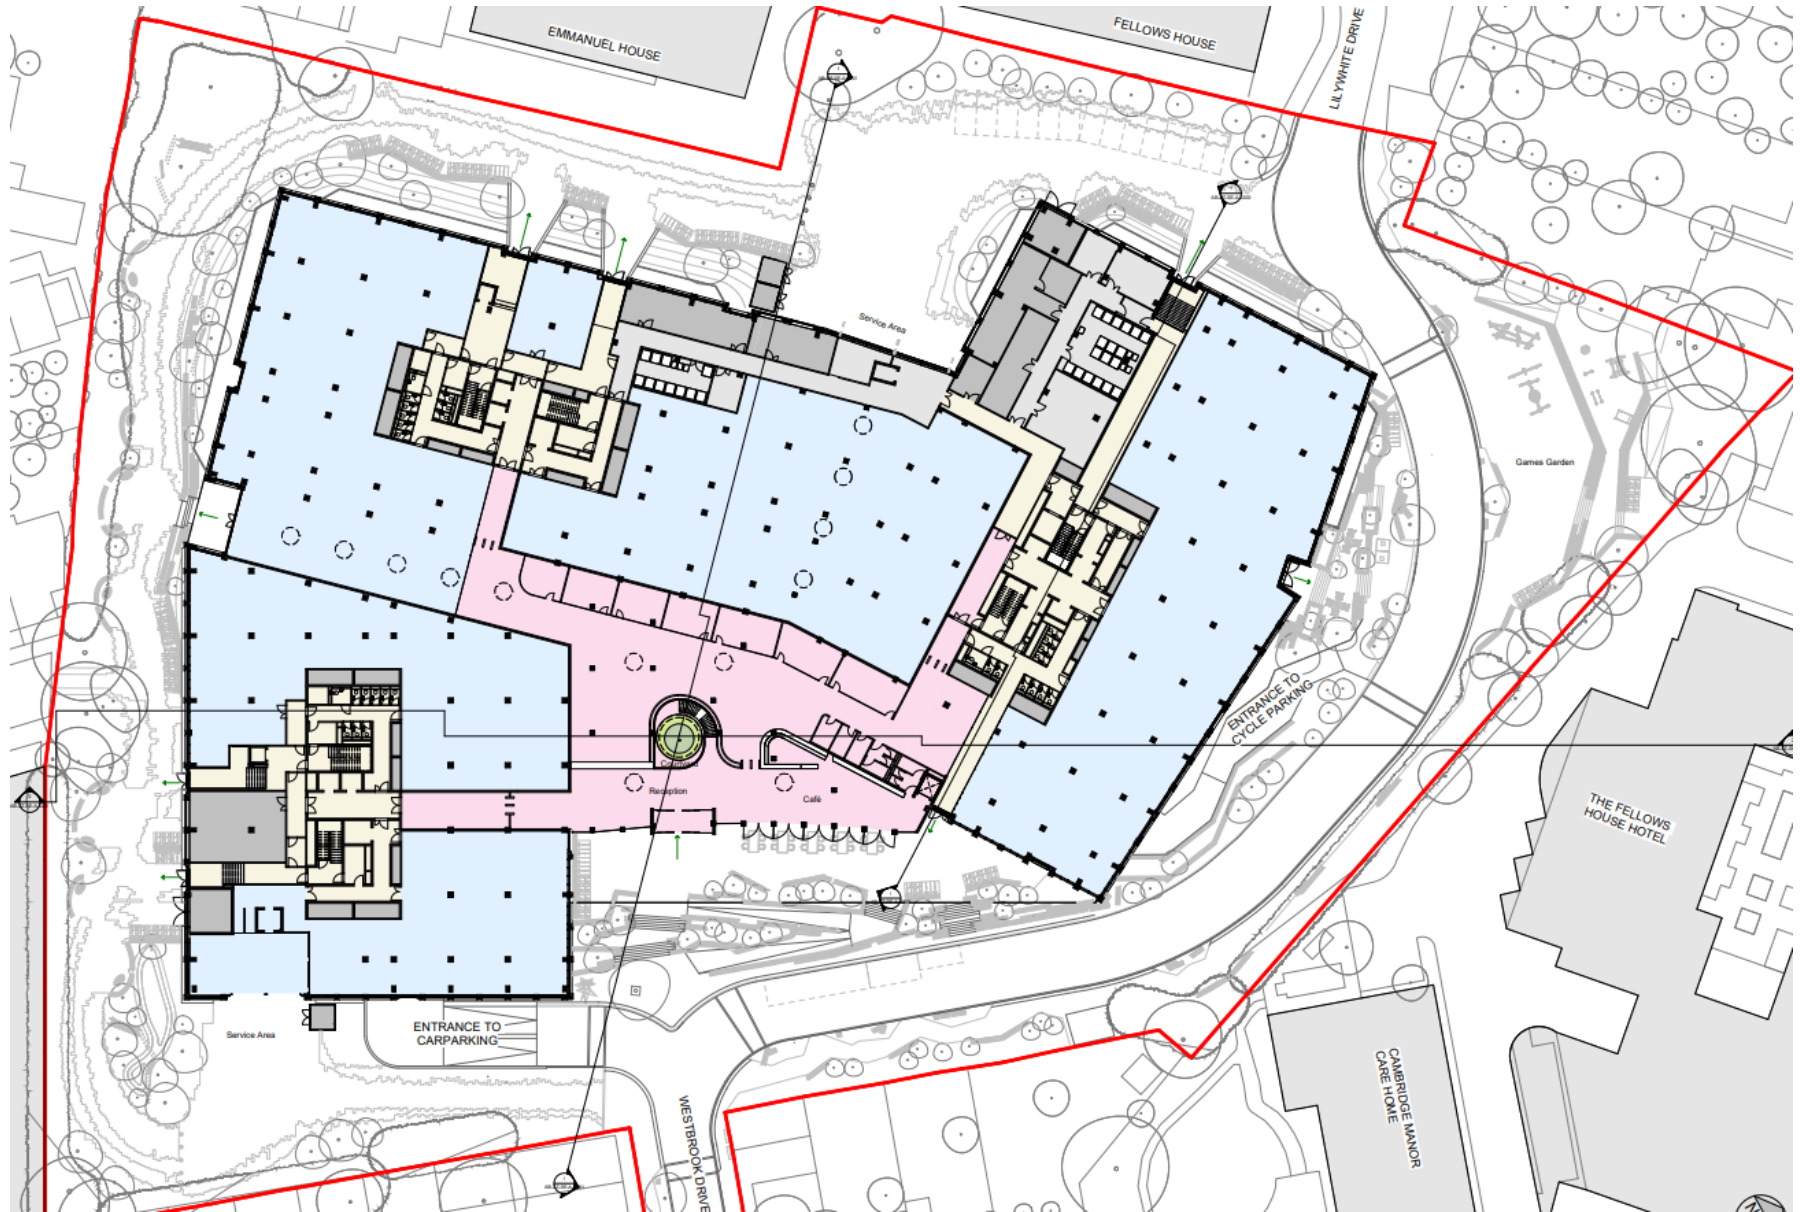 EMMANUEL HOUSE
FELLOWS HOUSE
LILYWHITE DRIVE
Service Area
Games Garden
ENTRANCE TO
CYCLE PARKING
Courtyard
Reception
Café
THE FELLOWS
HOUSE HOTEL
Service Area
ENTRANCE TO
CARPARKING
WESTBROOK DRIVE
CAMBRIDGE MANOR
CARE HOME